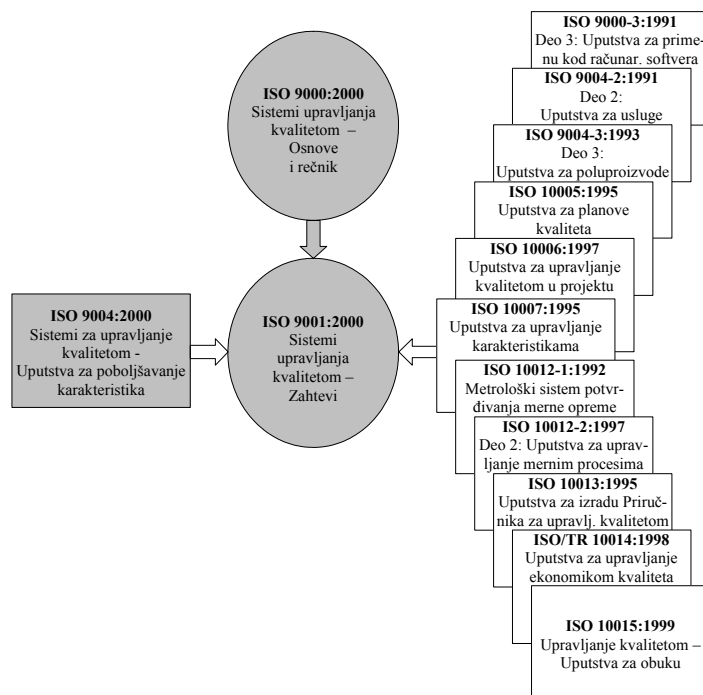 ISO 9000:2000
Sistemi upravljanja
kvalitetom –
Osnove
i rečnik
ISO 9004:2000
Sistemi za upravljanje
kvalitetom -
Uputstva za poboljšavanje
karakteristika
ISO 9001:2000
Sistemi
upravljanja
kvalitetom –
Zahtevi
ISO 9000-3:1991
Deo 3: Uputstva za prime-
nu kod računar. softvera
ISO 9004-2:1991
Deo 2:
Uputstva za usluge
ISO 9004-3:1993
Deo 3:
Uputstva za poluproizvode
ISO 10005:1995
Uputstva za planove
kvaliteta
ISO 10006:1997
Uputstva za upravljanje
kvalitetom u projektu
ISO 10007:1995
Uputstva za upravljanje
karakteristikama
ISO 10012-1:1992
Metrološki sistem potvr-
đivanja merne opreme
ISO 10012-2:1997
Deo 2: Uputstva za uprav-
ljanje mernim procesima
ISO 10013:1995
Uputstva za izradu Priruč-
nika za upravlj. kvalitetom
ISO/TR 10014:1998
Uputstva za upravljanje
ekonomikom kvaliteta
ISO 10015:1999
Upravljanje kvalitetom –
Uputstva za obuku